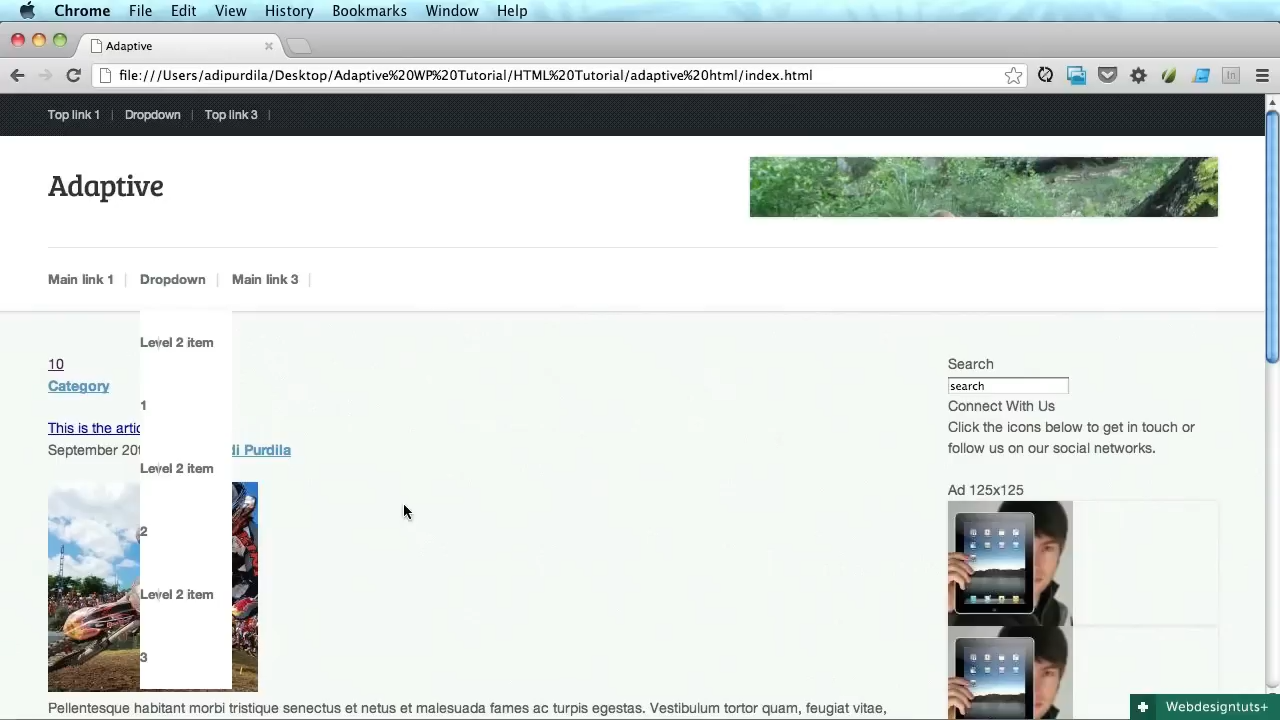 Chrome File Edit View History Bookmarks Window Help
Adaptive
file:///Users/adipurdila/Desktop/Adaptive%20WP%20Tutorial/HTML%20Tutorial/adaptive%20html/index.html
Top link 1 Dropdown Top link 3
Adaptive
Main link 1 Dropdown Main link 3
Level 2 item
10
Search
Category
search
1
Connect With Us
This is the artic
Click the icons below to get in touch or
September 20t di Purdila
follow us on our social networks.
Level 2 item
Ad 125x125
2
Level 2 item
3
Pellentesque habitant morbi tristique senectus et netus et malesuada fames ac turpis egestas. Vestibulum tortor quam, feugiat vitae,
Webdesigntuts+